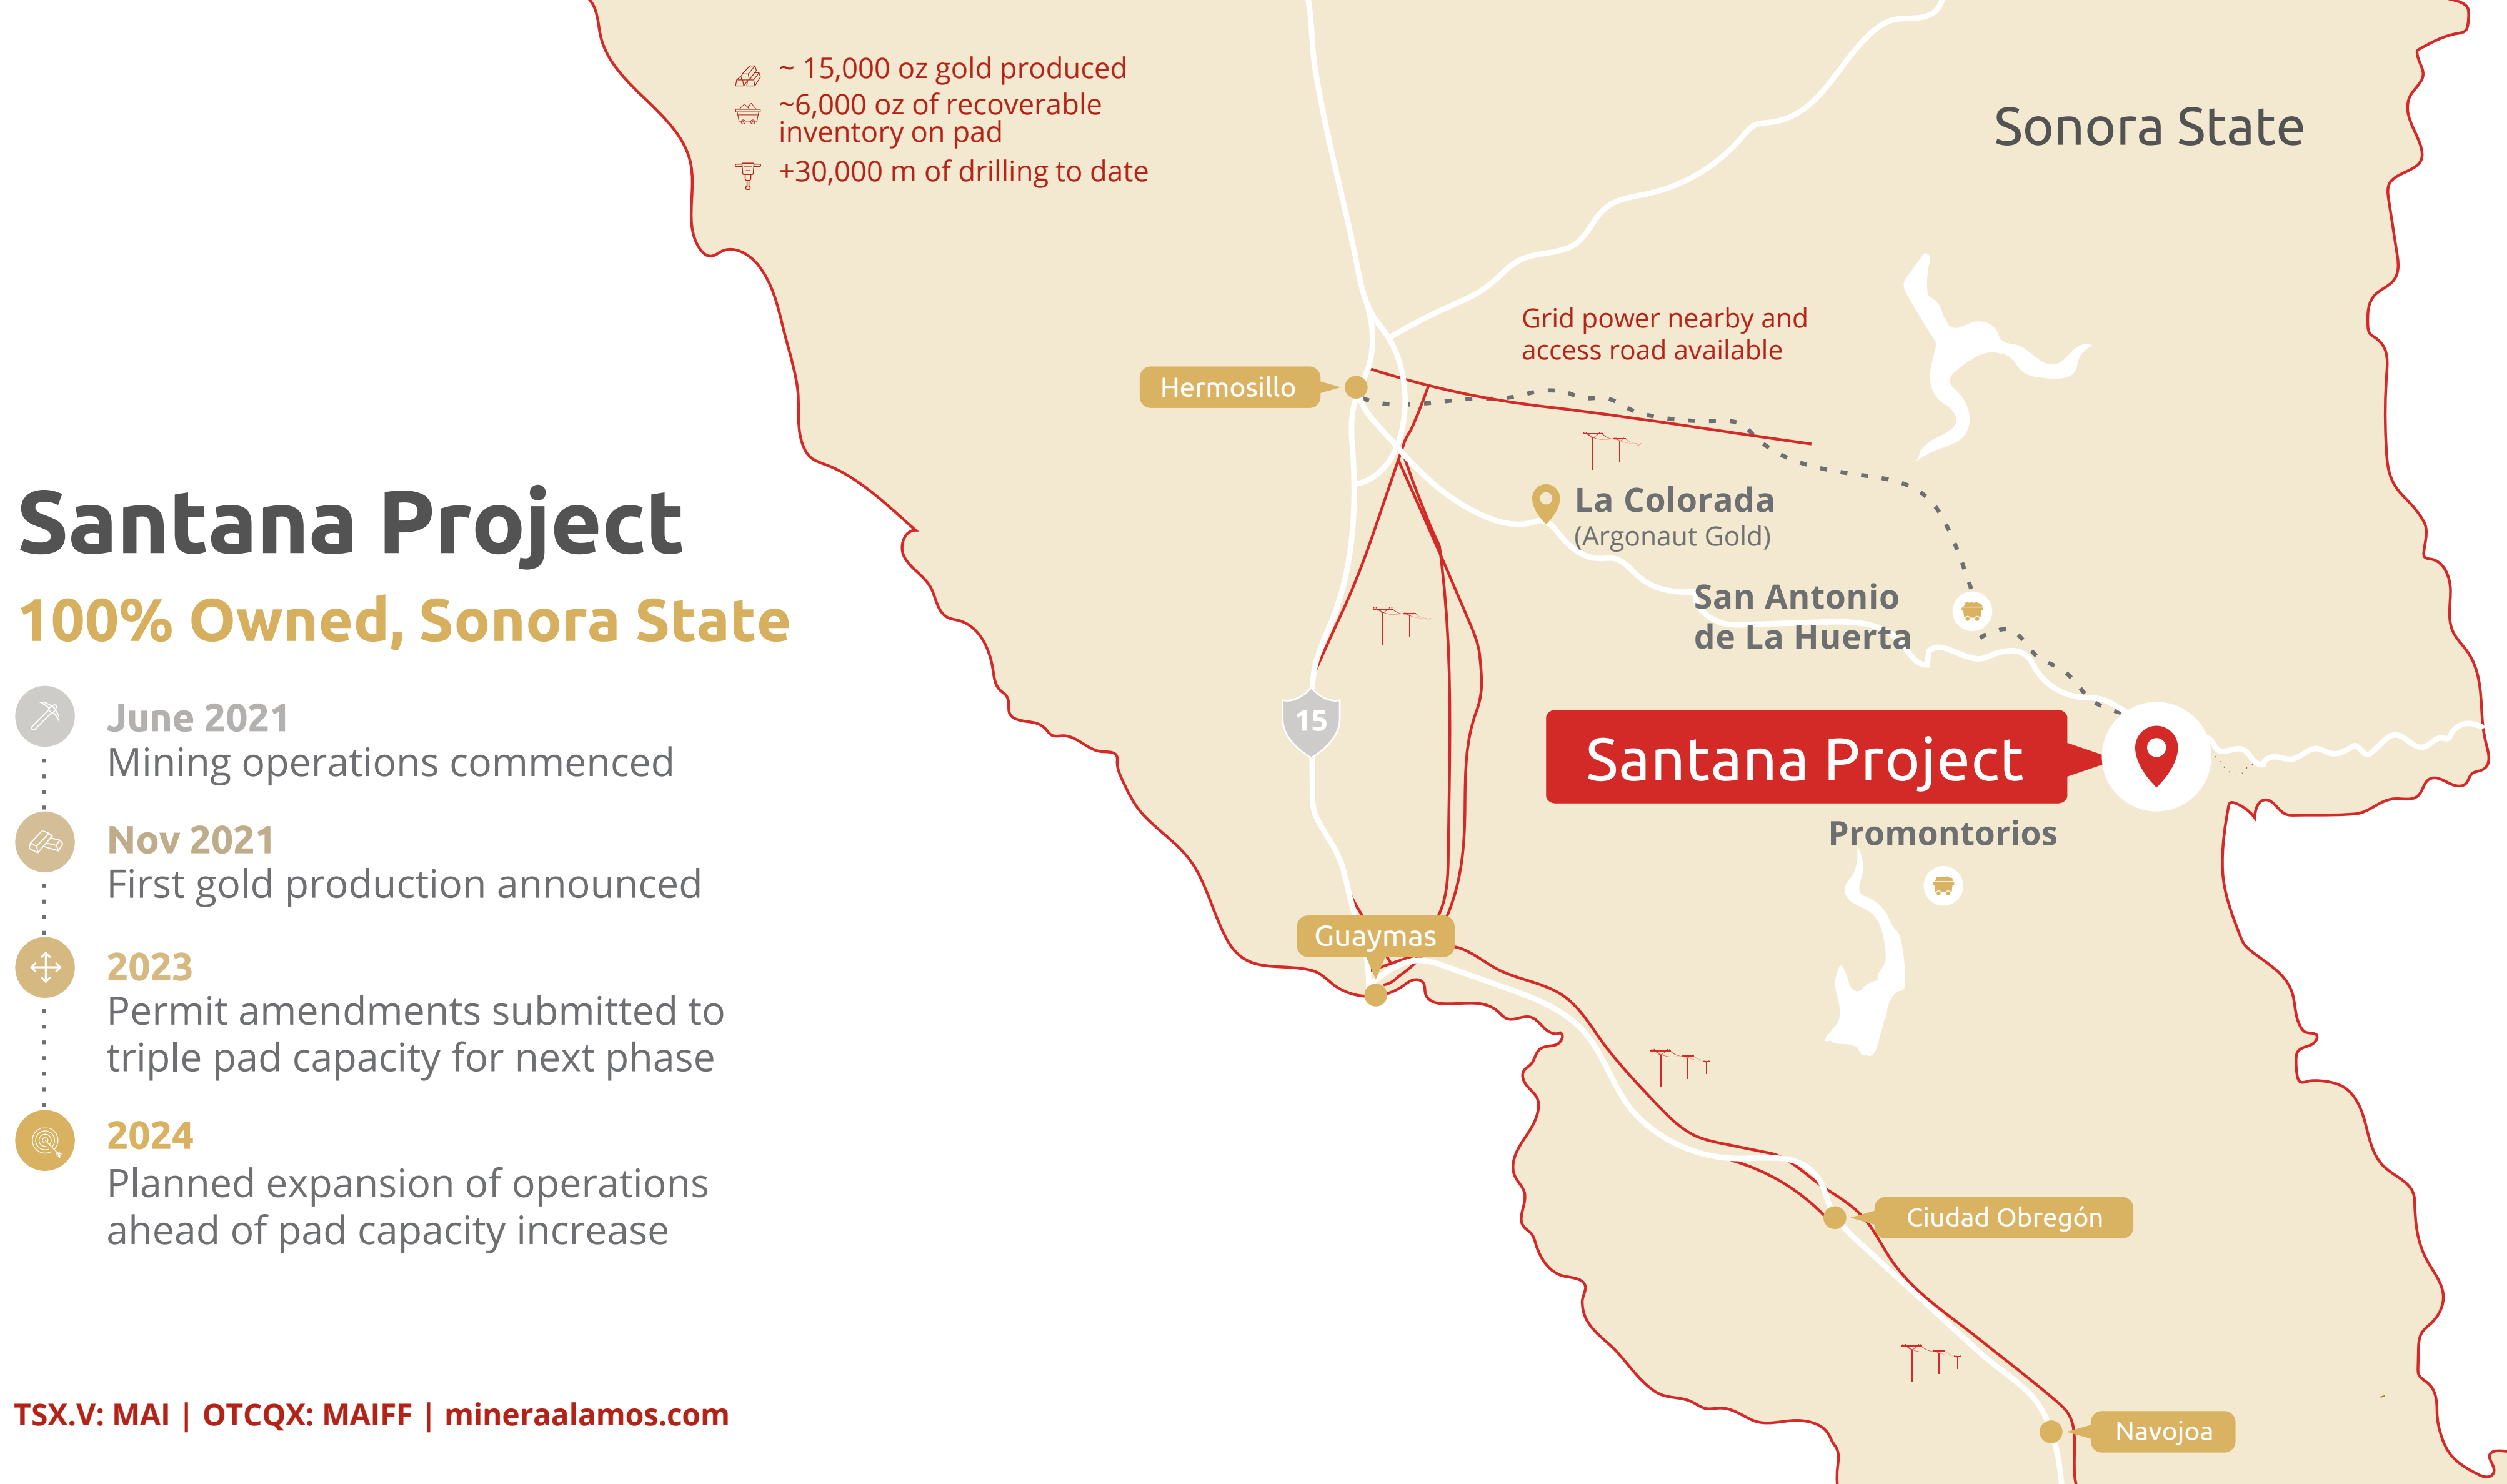 ~ 15,000 oz gold produced
~6,000 oz of recoverable
inventory on pad
+30,000 m of drilling to date
Sonora State
Grid power nearby and
access road available
Hermosillo
La Colorada
(Argonaut Gold)
San Antonio
de La Huerta
Santana Project
100% Owned, Sonora State
June 2021
Mining operations commenced
Nov 2021
First gold production announced
2023
Permit amendments submitted to
triple pad capacity for next phase
2024
Planned expansion of operations
ahead of pad capacity increase
15
Santana Project
Promontorios
Guaymas
Ciudad Obregón
Navojoa
TSX.V: MAI | OTCQX: MAIFF | mineraalamos.com